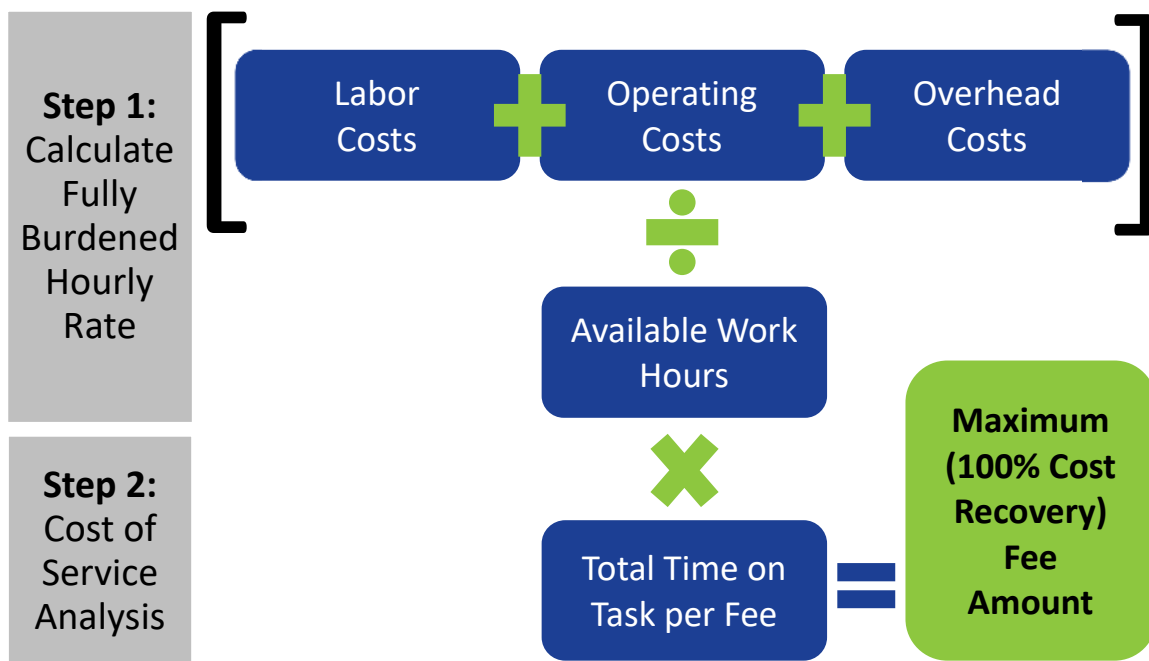 Step 1:
Calculate
Fully
Burdened
Hourly
Rate
Labor
Costs
Operating
Costs
Overhead
Costs
Available Work
Hours
Step 2:
Cost of
Service
Analysis
Total Time on
Task per Fee
Maximum
(100% Cost
Recovery)
Fee
Amount